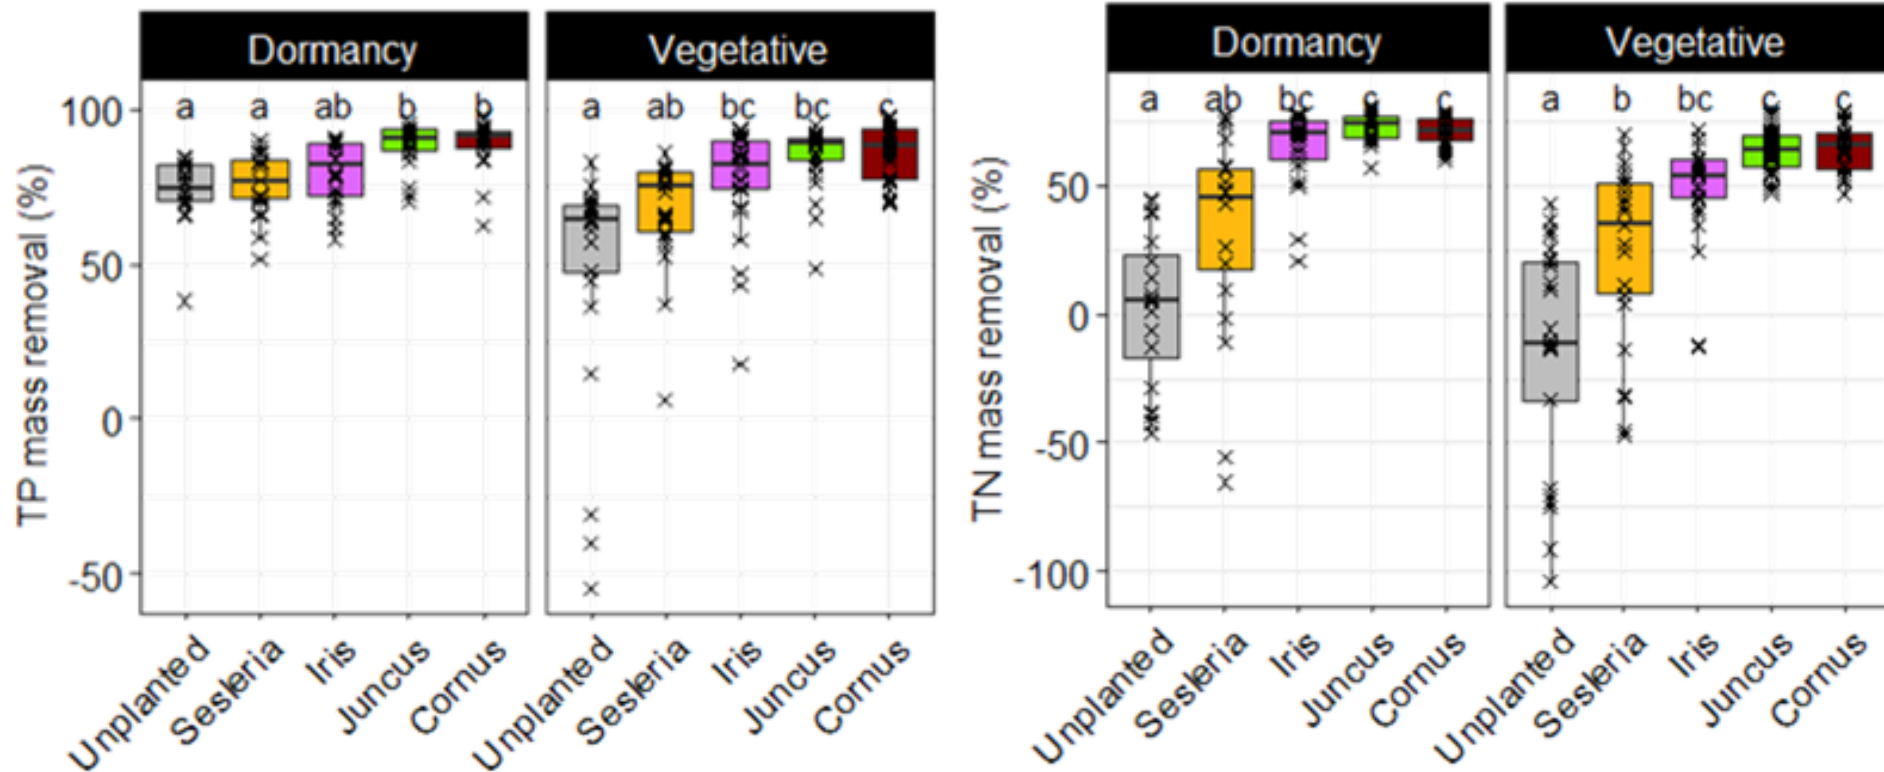 Dormancy
Vegetative
TP mass removal (%)
100
50
0
-50
a a ab b b
a ab bc bc c
Unplanted
Sesleria
Iris
Juncus
Cornus
Unplanted
Sesleria
Iris
Juncus
Cornus
Dormancy
Vegetative
TN mass removal (%)
50
0
-50
-100
a ab bc c c
a b bc c c
Unplanted
Sesleria
Iris
Juncus
Cornus
Unplanted
Sesleria
Iris
Juncus
Cornus